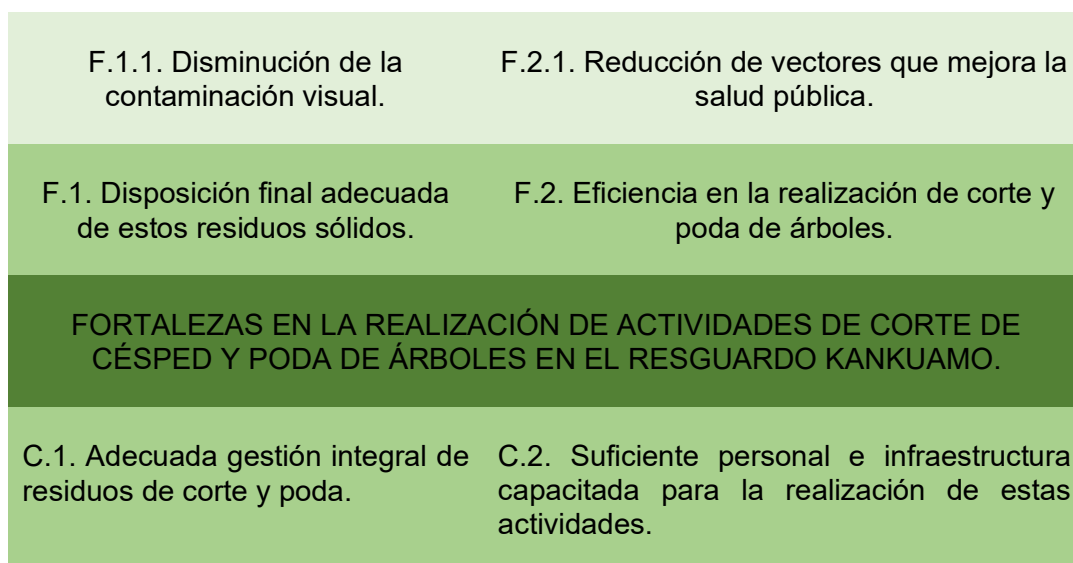 F.1.1. Disminución de la
contaminación visual.
F.2.1. Reducción de vectores que mejora la
salud pública.
F.1. Disposición final adecuada
de estos residuos sólidos.
F.2. Eficiencia en la realización de corte y
poda de árboles.
FORTALEZAS EN LA REALIZACIÓN DE ACTIVIDADES DE CORTE DE
CÉSPED Y PODA DE ÁRBOLES EN EL RESGUARDO KANKUAMO.
C.1. Adecuada gestión integral de
residuos de corte y poda.
C.2. Suficiente personal e infraestructura
capacitada para la realización de estas
actividades.